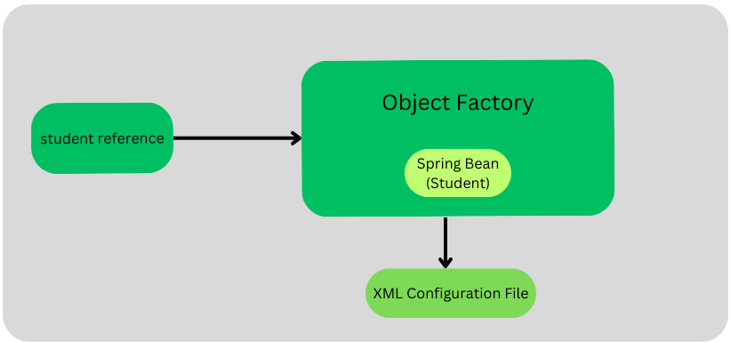 Object Factory
student reference
Spring Bean
(Student)
XML Configuration File